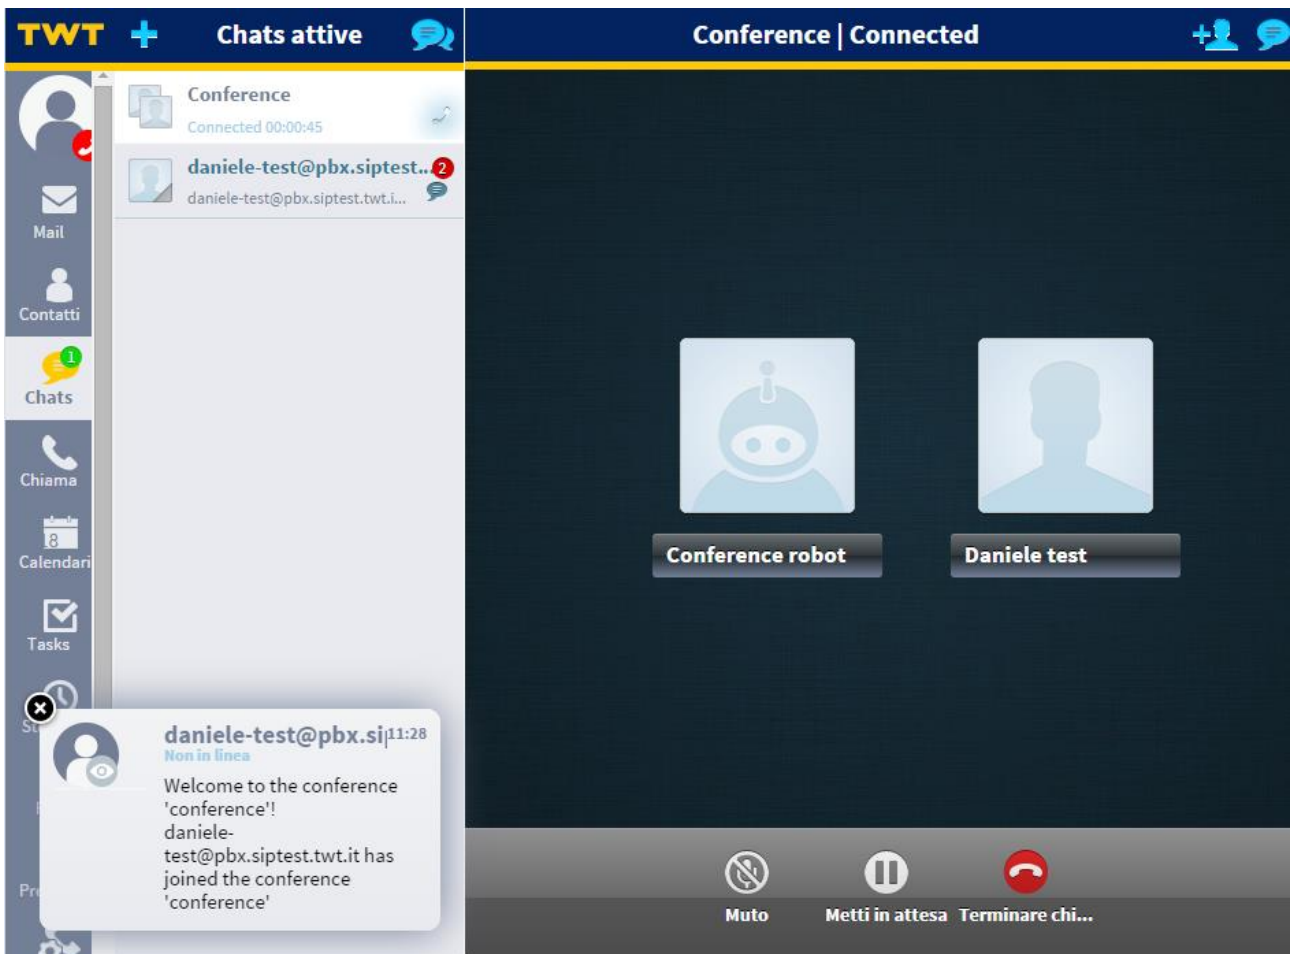 TWT
Chats attive
Conference | Connected
Conference
Connected 00:00:45
daniele-test@pbx.siptest...
2
daniele-test@pbx.siptest.twt.i...
Mail
Contatti
1
Chats
Chiama
8
Calendari
Tasks
Conference robot
Daniele test
daniele-test@pbx.si
11:28
Non in linea
Welcome to the conference
'conference'!
daniele-
test@pbx.siptest.twt.it has
joined the conference
'conference'
Muto
Metti in attesa
Terminare chi...